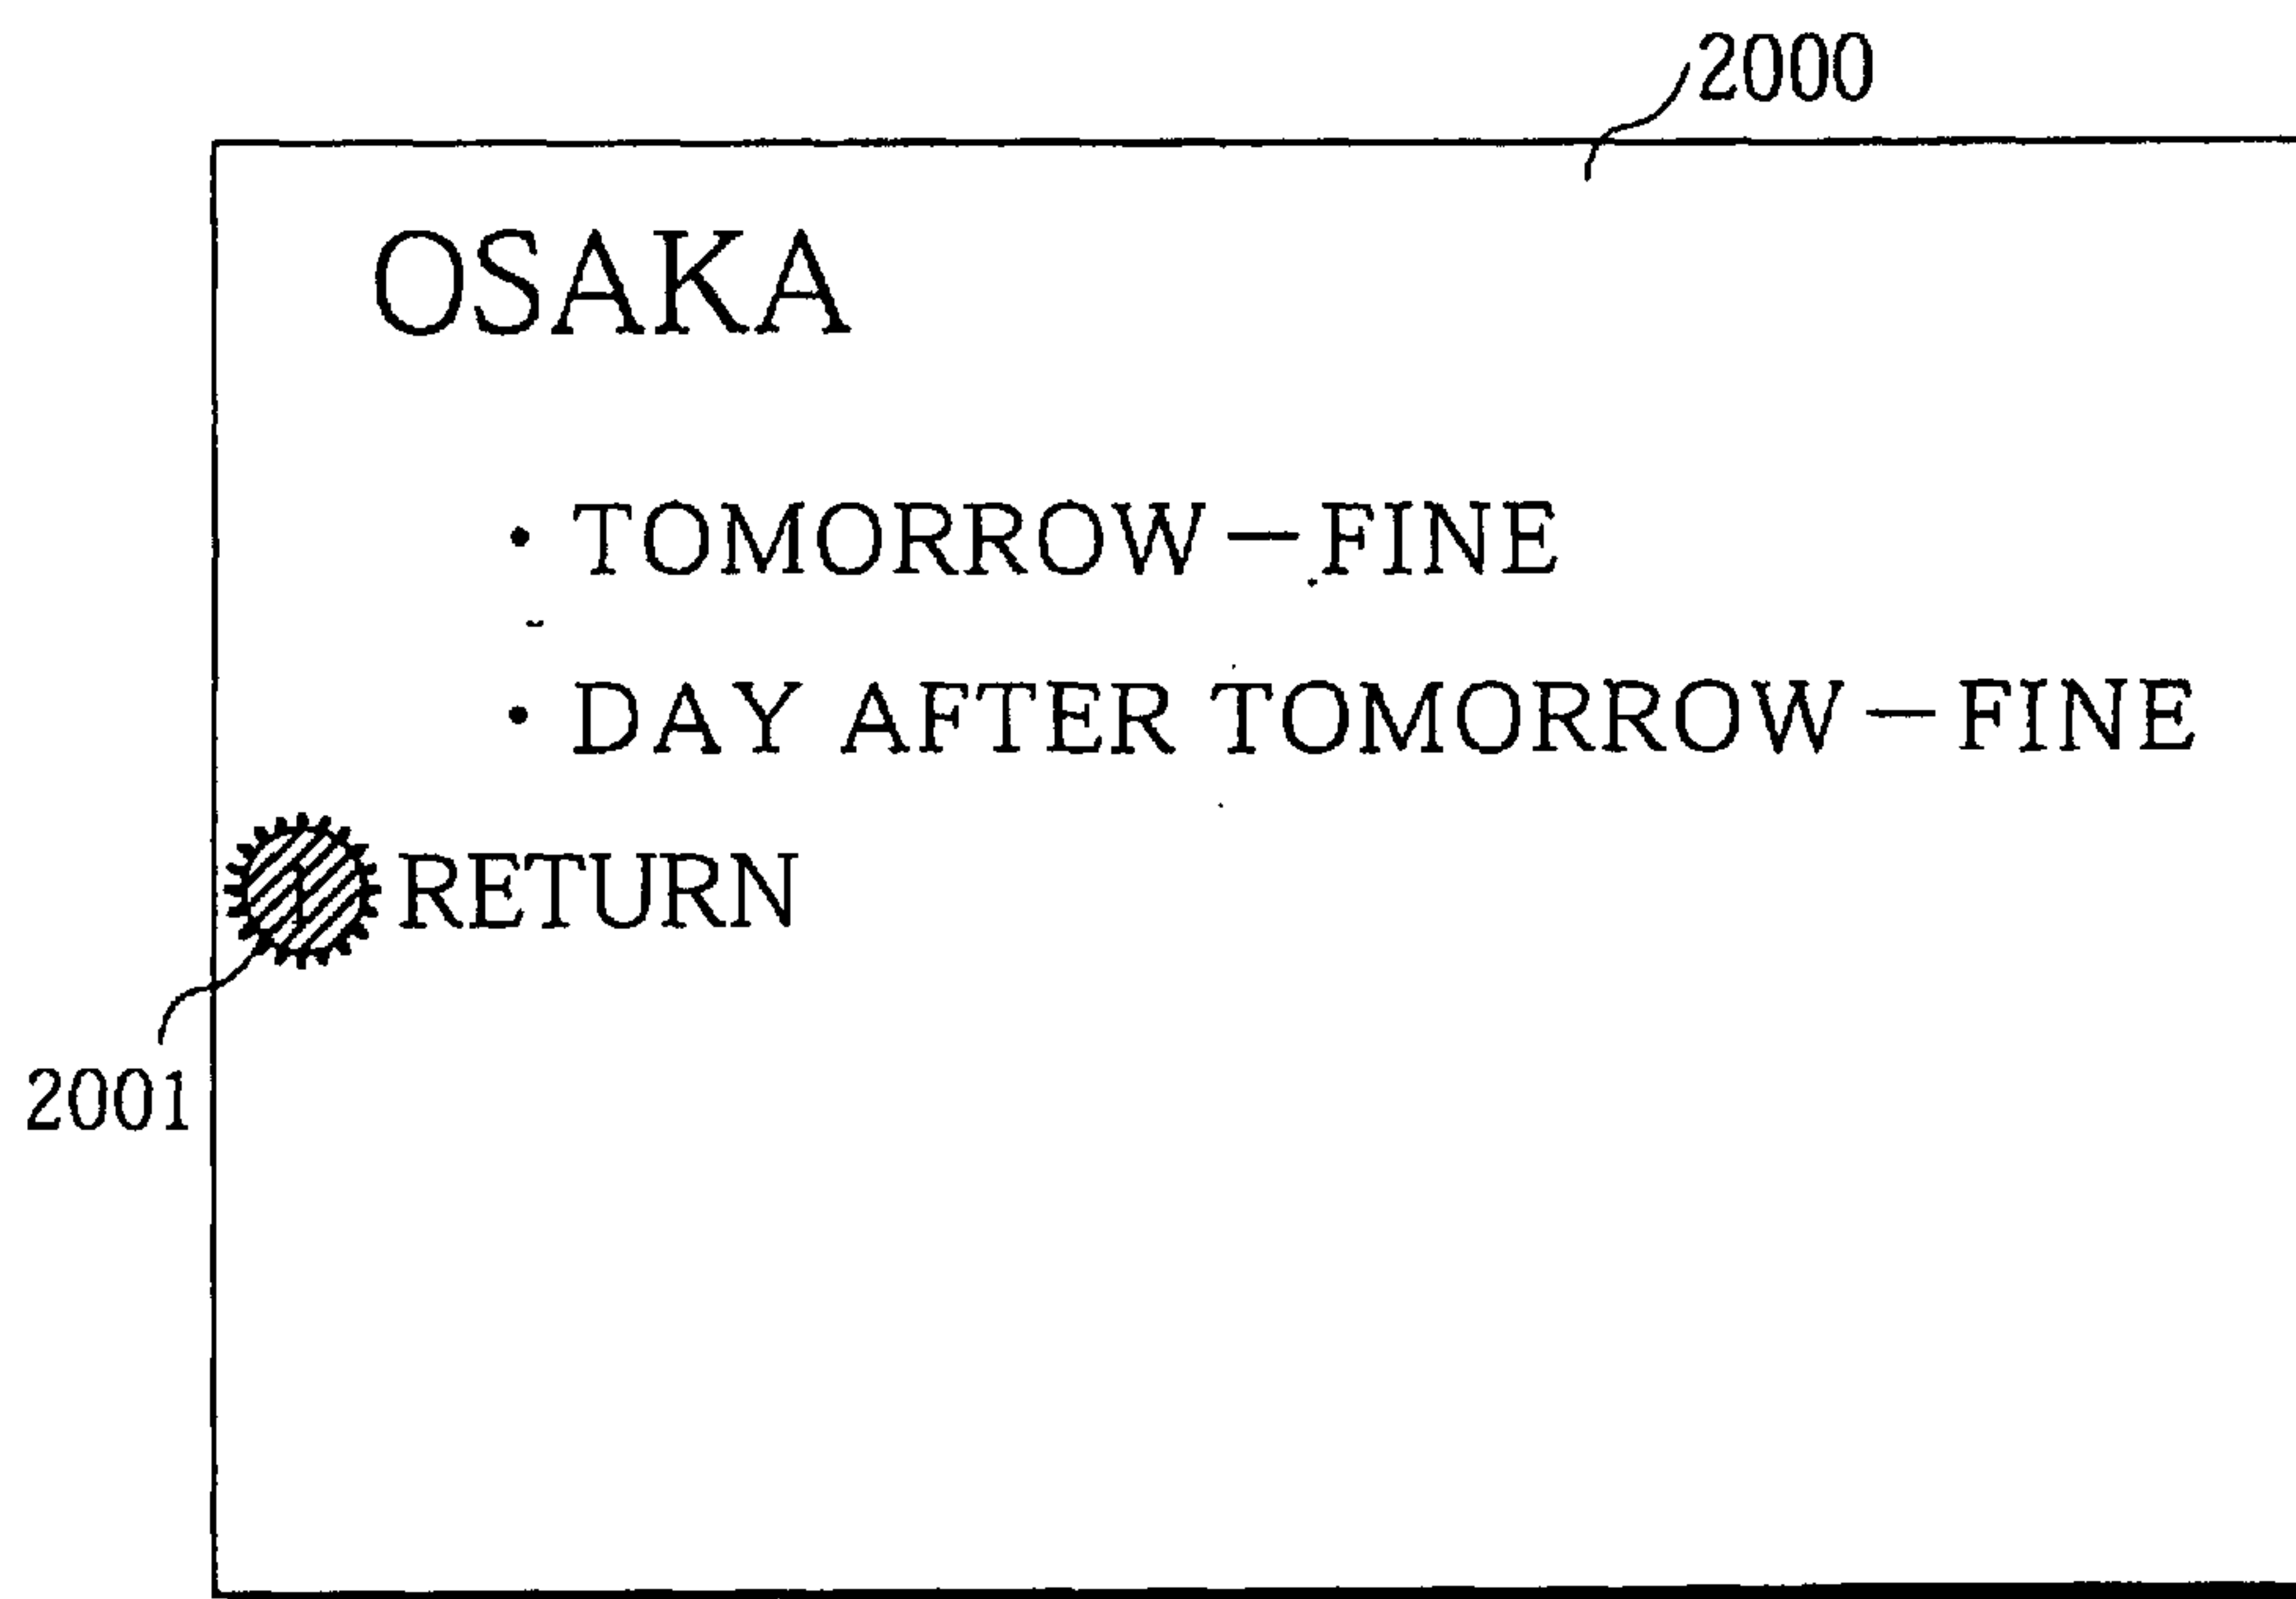 2000
OSAKA
• TOMORROW—FINE
• DAY AFTER TOMORROW—FINE
RETURN
2001